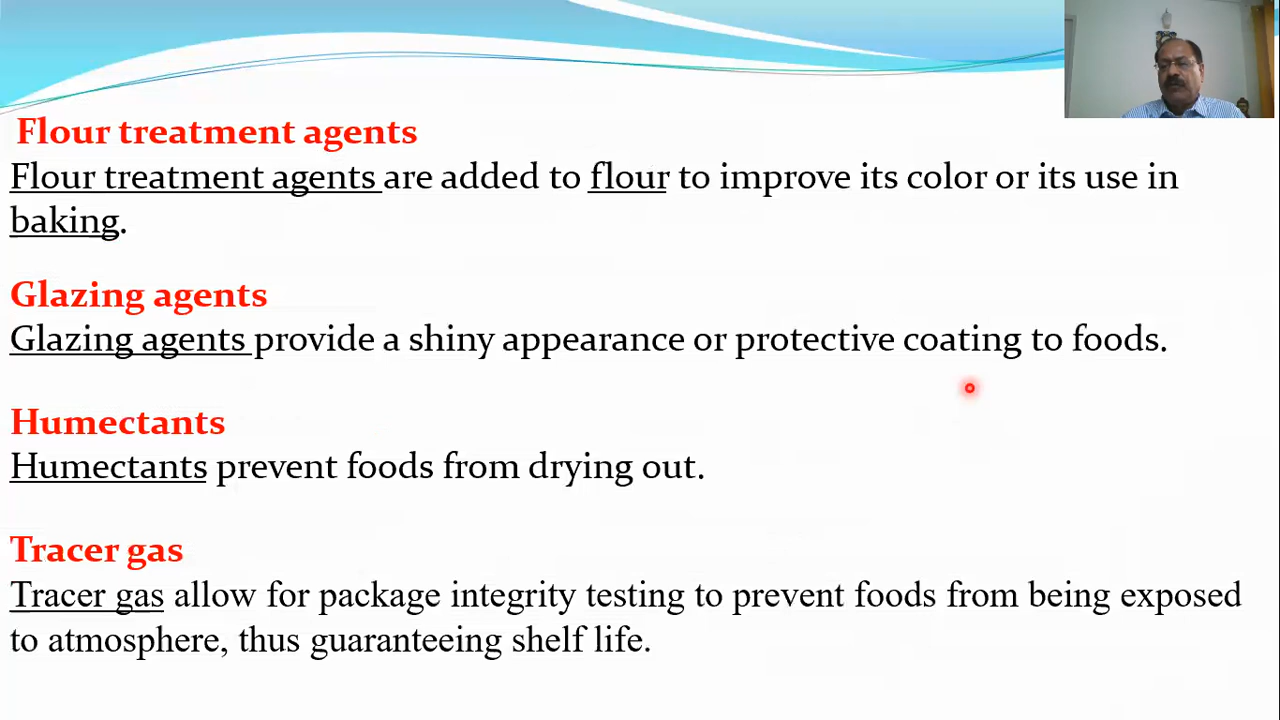 Flour treatment agents
Flour treatment agents are added to flour to improve its color or its use in
baking.
Glazing agents
Glazing agents provide a shiny appearance or protective coating to foods.
Humectants
Humectants prevent foods from drying out.
Tracer gas
Tracer gas allow for package integrity testing to prevent foods from being exposed
to atmosphere, thus guaranteeing shelf life.